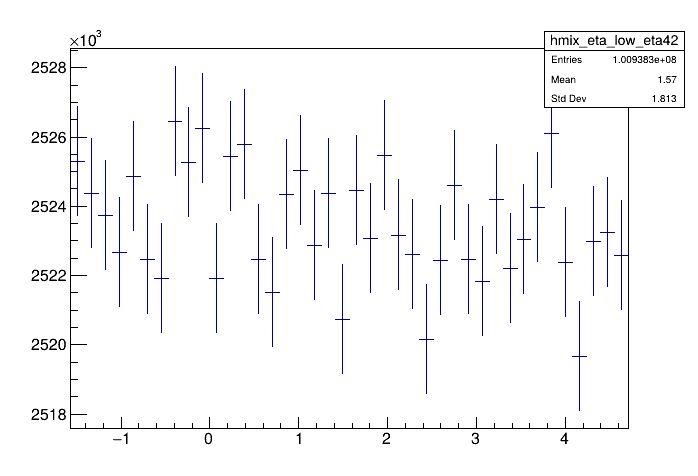 ×10³
hmix_eta_low_eta42
Entries 1.009383e+08
Mean 1.57
Std Dev 1.813
2528
2526
2524
2522
2520
2518
−1 0 1 2 3 4